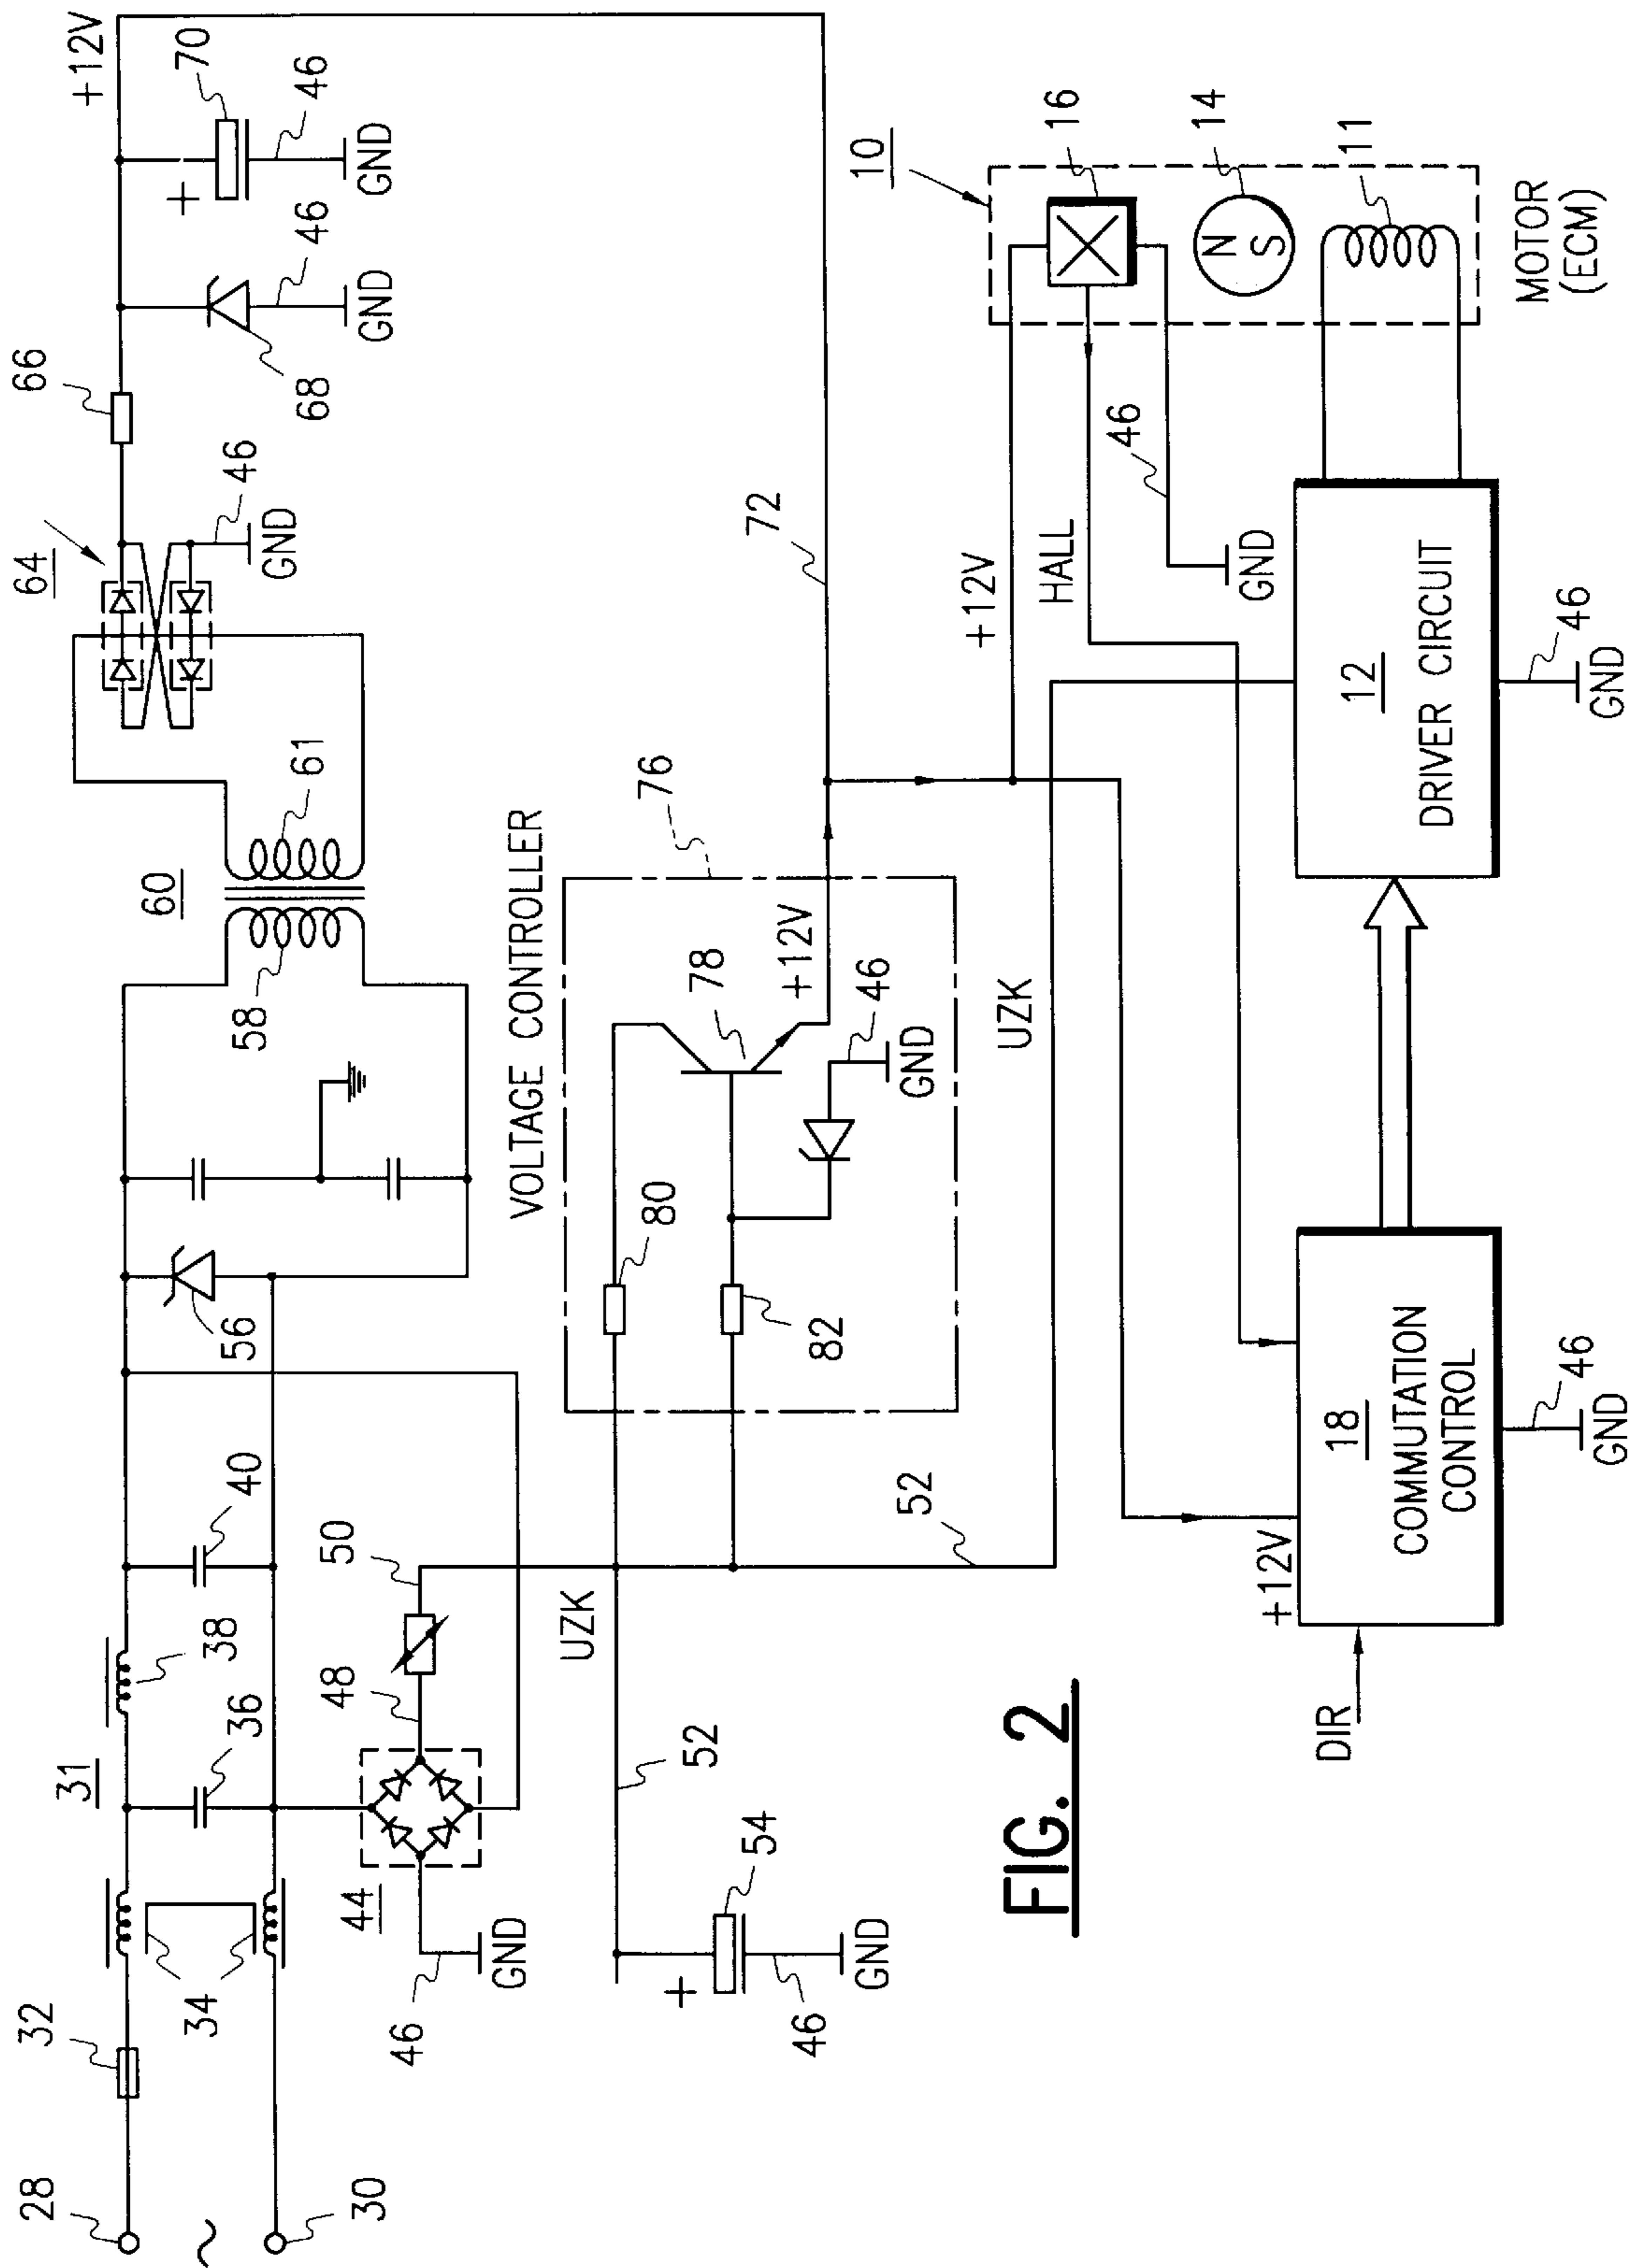 28
32
31
38
66
+12V
34
36
40
56
58
60
61
64
46
GND
68
46
GND
+
70
46
GND
30
44
48
50
46
GND
VOLTAGE CONTROLLER
76
UZK
80
78
72
52
82
+12V
46
GND
+
54
46
GND
52
UZK
+12V
HALL
10
16
46
GND
14
11
MOTOR
(ECM)
FIG. 2
DIR
+12V
18
COMMUTATION
CONTROL
46
GND
12
DRIVER CIRCUIT
46
GND